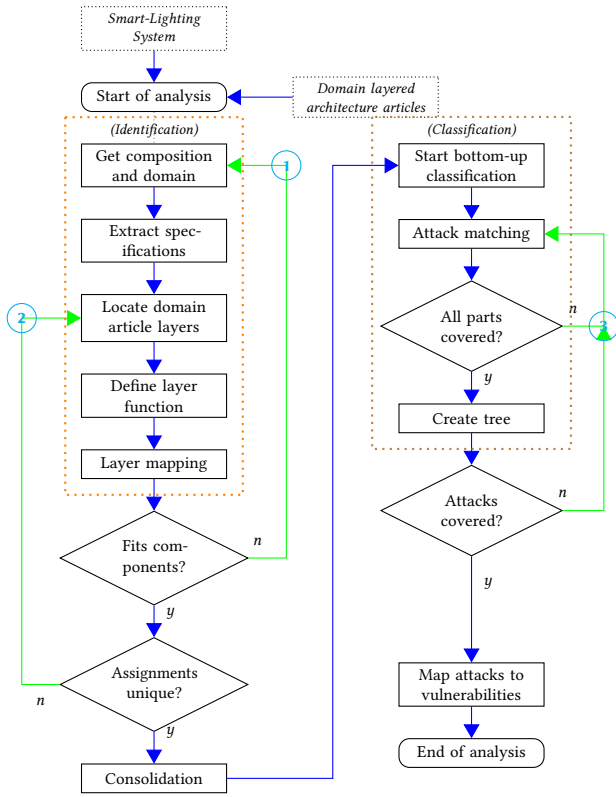 Smart-Lighting
System
Start of analysis
Domain layered
architecture articles
(Identification)
Get composition
and domain
1
Extract spec-
ifications
2
Locate domain
article layers
Define layer
function
Layer mapping
Fits com-
ponents?
n
y
Assignments
unique?
n
y
Consolidation
(Classification)
Start bottom-up
classification
Attack matching
All parts
covered?
n
3
y
Create tree
Attacks
covered?
n
y
Map attacks to
vulnerabilities
End of analysis